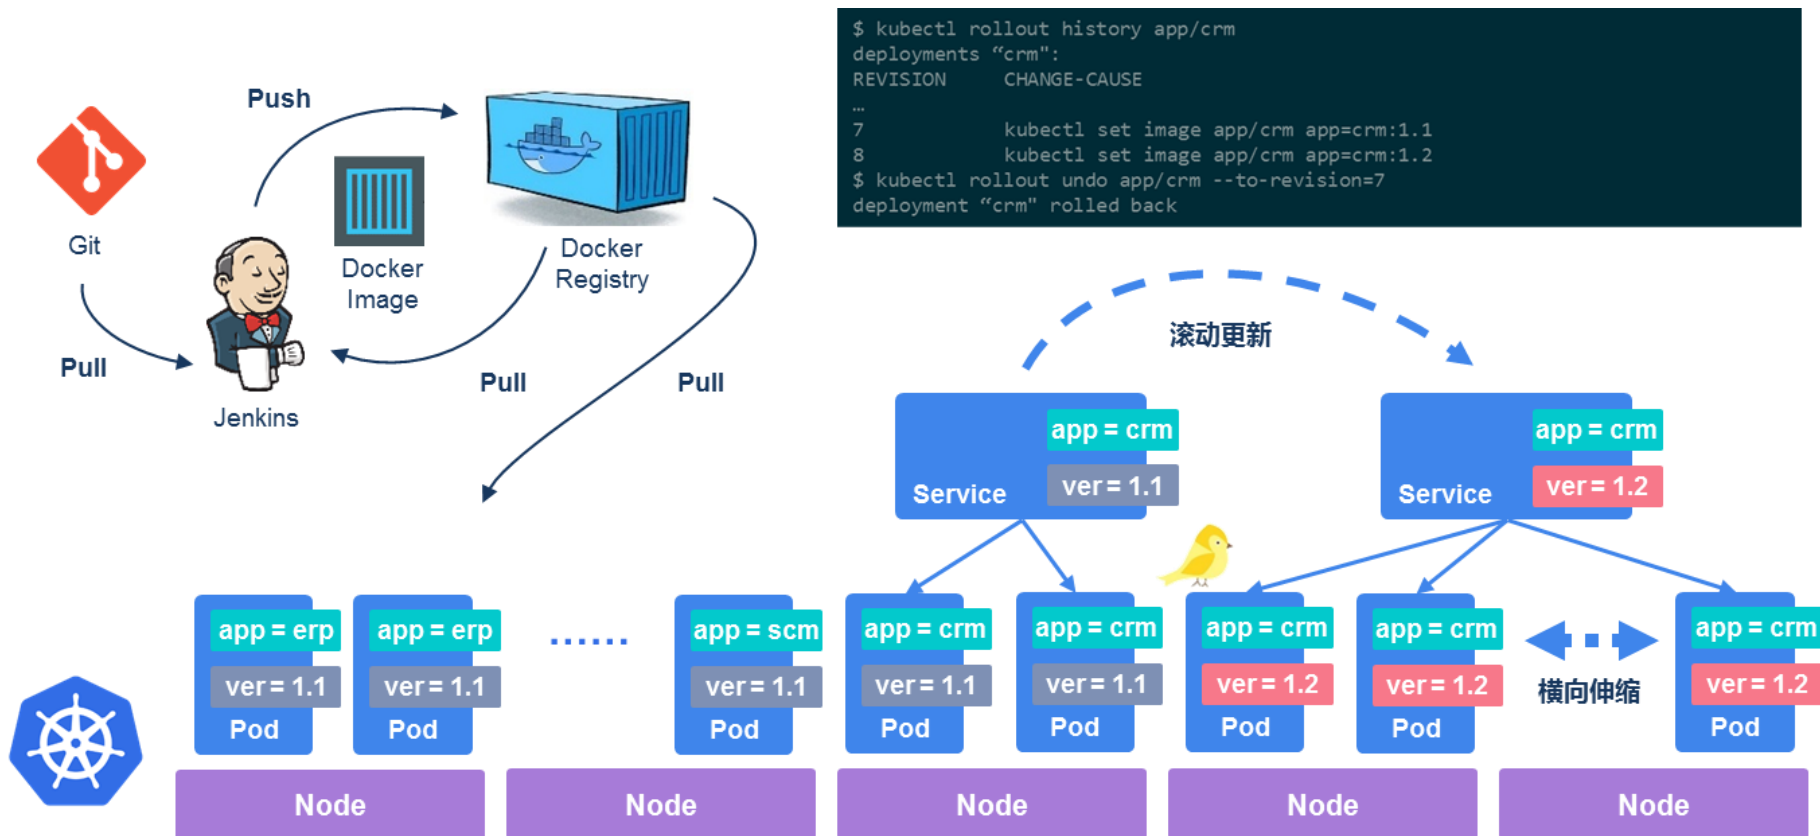 $ kubectl rollout history app/crm
deployments “crm":
REVISION     CHANGE-CAUSE
…
7            kubectl set image app/crm app=crm:1.1
8            kubectl set image app/crm app=crm:1.2
$ kubectl rollout undo app/crm --to-revision=7
deployment “crm" rolled back
Push
Git
Docker
Image
Docker
Registry
Pull
Jenkins
Pull
Pull
滚动更新
app = crm
ver = 1.1
Service
app = crm
ver = 1.2
Service
app = erp
ver = 1.1
Pod
app = erp
ver = 1.1
Pod
......
app = scm
ver = 1.1
Pod
app = crm
ver = 1.1
Pod
app = crm
ver = 1.1
Pod
app = crm
ver = 1.2
Pod
app = crm
ver = 1.2
Pod
横向伸缩
app = crm
ver = 1.2
Pod
Node
Node
Node
Node
Node